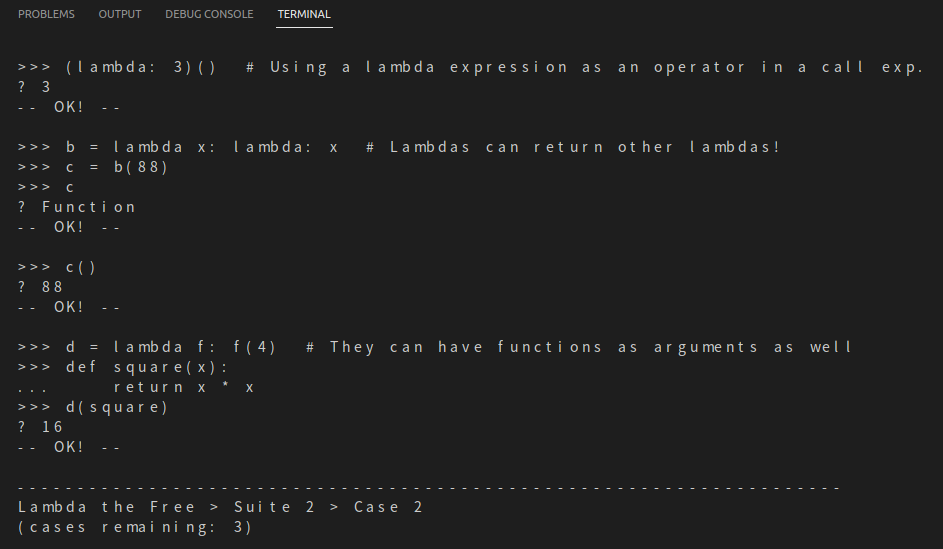 PROBLEMS OUTPUT DEBUG CONSOLE TERMINAL
>>> (lambda: 3)()  # Using a lambda expression as an operator in a call exp.
? 3
-- OK! --
>>> b = lambda x: lambda: x  # Lambdas can return other lambdas!
>>> c = b(88)
>>> c
? Function
-- OK! --
>>> c()
? 88
-- OK! --
>>> d = lambda f: f(4)  # They can have functions as arguments as well
>>> def square(x):
...     return x * x
>>> d(square)
? 16
-- OK! --
---------------------------------------------------------------------
Lambda the Free > Suite 2 > Case 2
(cases remaining: 3)